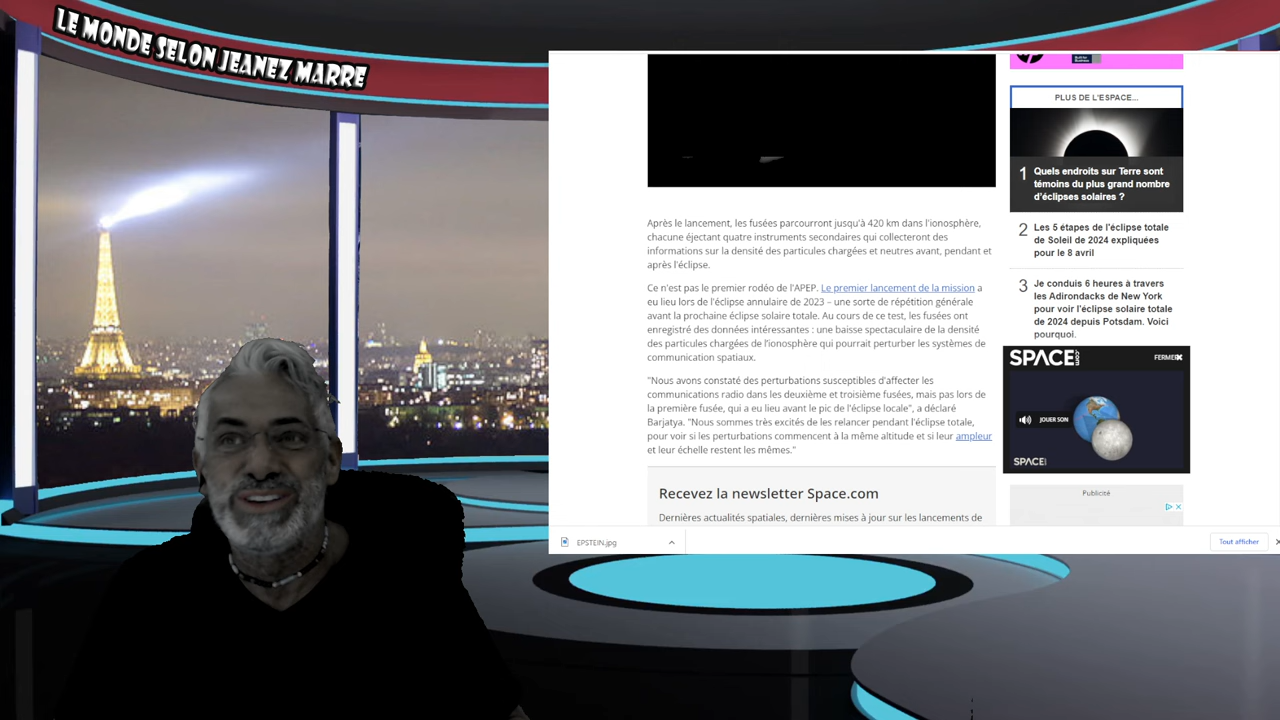 LE MONDE SELON JEANEZ MARRE
PLUS DE L'ESPACE...
1 Quels endroits sur Terre sont
témoins du plus grand nombre
d'éclipses solaires ?
2 Les 5 étapes de l'éclipse totale
de Soleil de 2024 expliquées
pour le 8 avril
3 Je conduis 6 heures à travers
les Adirondacks de New York
pour voir l'éclipse solaire totale
de 2024 depuis Potsdam. Voici
pourquoi.
Après le lancement, les fusées parcourront jusqu'à 420 km dans l'ionosphère,
chacune éjectant quatre instruments secondaires qui collecteront des
informations sur la densité des particules chargées et neutres avant, pendant et
après l'éclipse.
Ce n'est pas le premier rodéo de l'APEP. Le premier lancement de la mission a
eu lieu lors de l'éclipse annulaire de 2023 – une sorte de répétition générale
avant la prochaine éclipse solaire totale. Au cours de ce test, les fusées ont
enregistré des données intéressantes : une baisse spectaculaire de la densité
des particules chargées de l'ionosphère qui pourrait perturber les systèmes de
communication spatiaux.
"Nous avons constaté des perturbations susceptibles d'affecter les
communications radio dans les deuxième et troisième fusées, mais pas lors de
la première fusée, qui a eu lieu avant le pic de l'éclipse locale", a déclaré
Barjatya. "Nous sommes très excités de les relancer pendant l'éclipse totale,
pour voir si les perturbations commencent à la même altitude et si leur ampleur
et leur échelle restent les mêmes."
SPACE.com
FERMER X
JOUER SON
SPACE
Publicité
Recevez la newsletter Space.com
Dernières actualités spatiales, dernières mises à jour sur les lancements de
EPSTEIN.jpg
Tout afficher